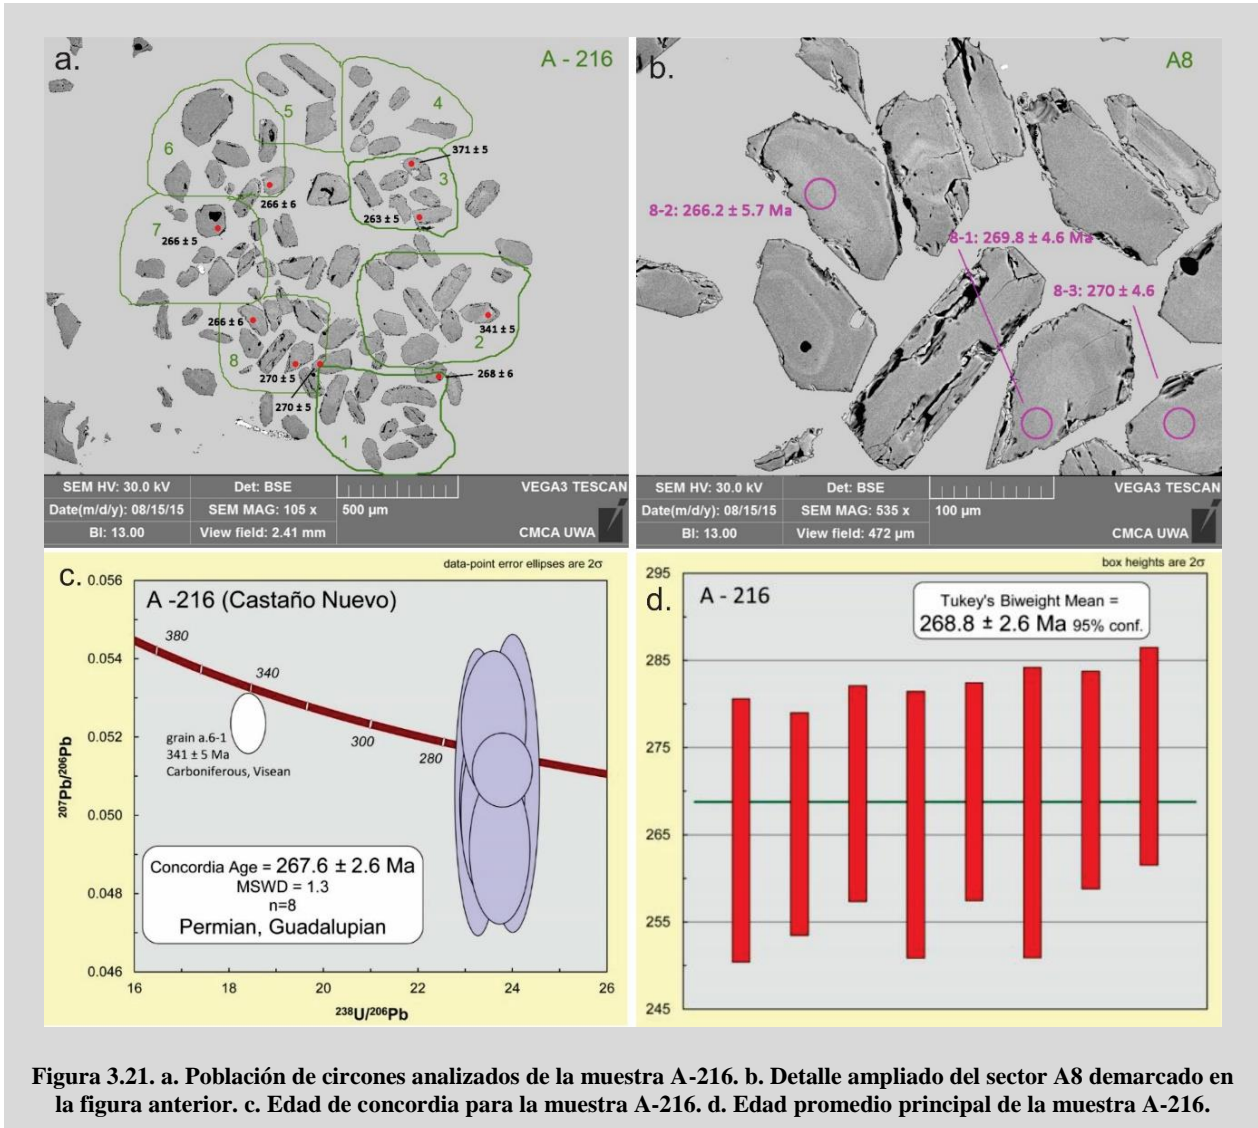 a.
A - 216
5
4
6
371 ± 5
3
266 ± 6
263 ± 5
7
266 ± 5
266 ± 6
341 ± 5
2
8
270 ± 5
268 ± 6
270 ± 5
1
SEM HV: 30.0 kV
Det: BSE
VEGA3 TESCAN
Date(m/d/y): 08/15/15
SEM MAG: 105 x
500 µm
BI: 13.00
View field: 2.41 mm
CMCA UWA
b.
A8
8-2: 266.2 ± 5.7 Ma
8-1: 269.8 ± 4.6 Ma
8-3: 270 ± 4.6
SEM HV: 30.0 kV
Det: BSE
VEGA3 TESCAN
Date(m/d/y): 08/15/15
SEM MAG: 535 x
100 µm
BI: 13.00
View field: 472 µm
CMCA UWA
c.
data-point error ellipses are 2σ
A -216 (Castaño Nuevo)
0.056
0.054
0.052
0.050
0.048
0.046
207Pb/206Pb
380
340
300
280
grain a.6-1
341 ± 5 Ma
Carboniferous, Visean
Concordia Age = 267.6 ± 2.6 Ma
MSWD = 1.3
n=8
Permian, Guadalupian
16 18 20 22 24 26
238U/206Pb
d.
box heights are 2σ
A - 216
Tukey's Biweight Mean =
268.8 ± 2.6 Ma 95% conf.
295
285
275
265
255
245
Figura 3.21. a. Población de circones analizados de la muestra A-216. b. Detalle ampliado del sector A8 demarcado en
la figura anterior. c. Edad de concordia para la muestra A-216. d. Edad promedio principal de la muestra A-216.